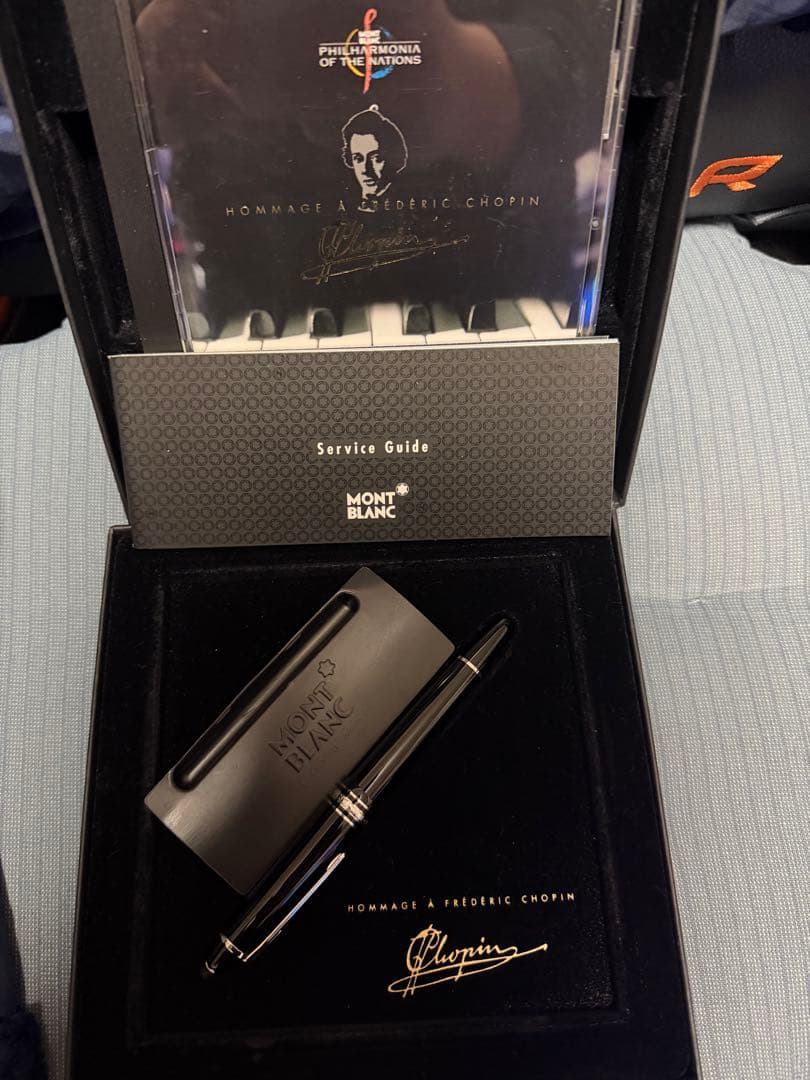 MONT
BLANC
PHILHARMONIA
OF THE NATIONS
HOMMAGE À FRÉDÉRIC CHOPIN
Chopin
Service Guide
MONT
BLANC
MONT
BLANC
HOMMAGE À FRÉDÉRIC CHOPIN
Chopin
R